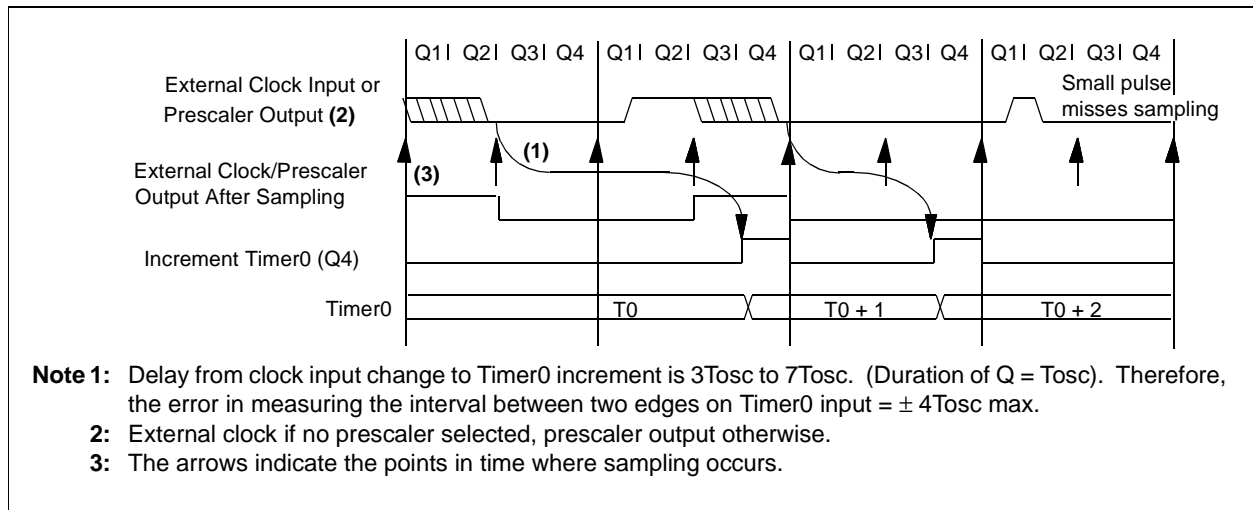 Q1| Q2| Q3| Q4 Q1| Q2| Q3| Q4 Q1| Q2| Q3| Q4 Q1| Q2| Q3| Q4
External Clock Input or
Prescaler Output (2)
Small pulse
misses sampling
(1)
External Clock/Prescaler
Output After Sampling
(3)
Increment Timer0 (Q4)
Timer0 T0 T0 + 1 T0 + 2
Note 1: Delay from clock input change to Timer0 increment is 3Tosc to 7Tosc. (Duration of Q = Tosc). Therefore,
the error in measuring the interval between two edges on Timer0 input = ± 4Tosc max.
2: External clock if no prescaler selected, prescaler output otherwise.
3: The arrows indicate the points in time where sampling occurs.